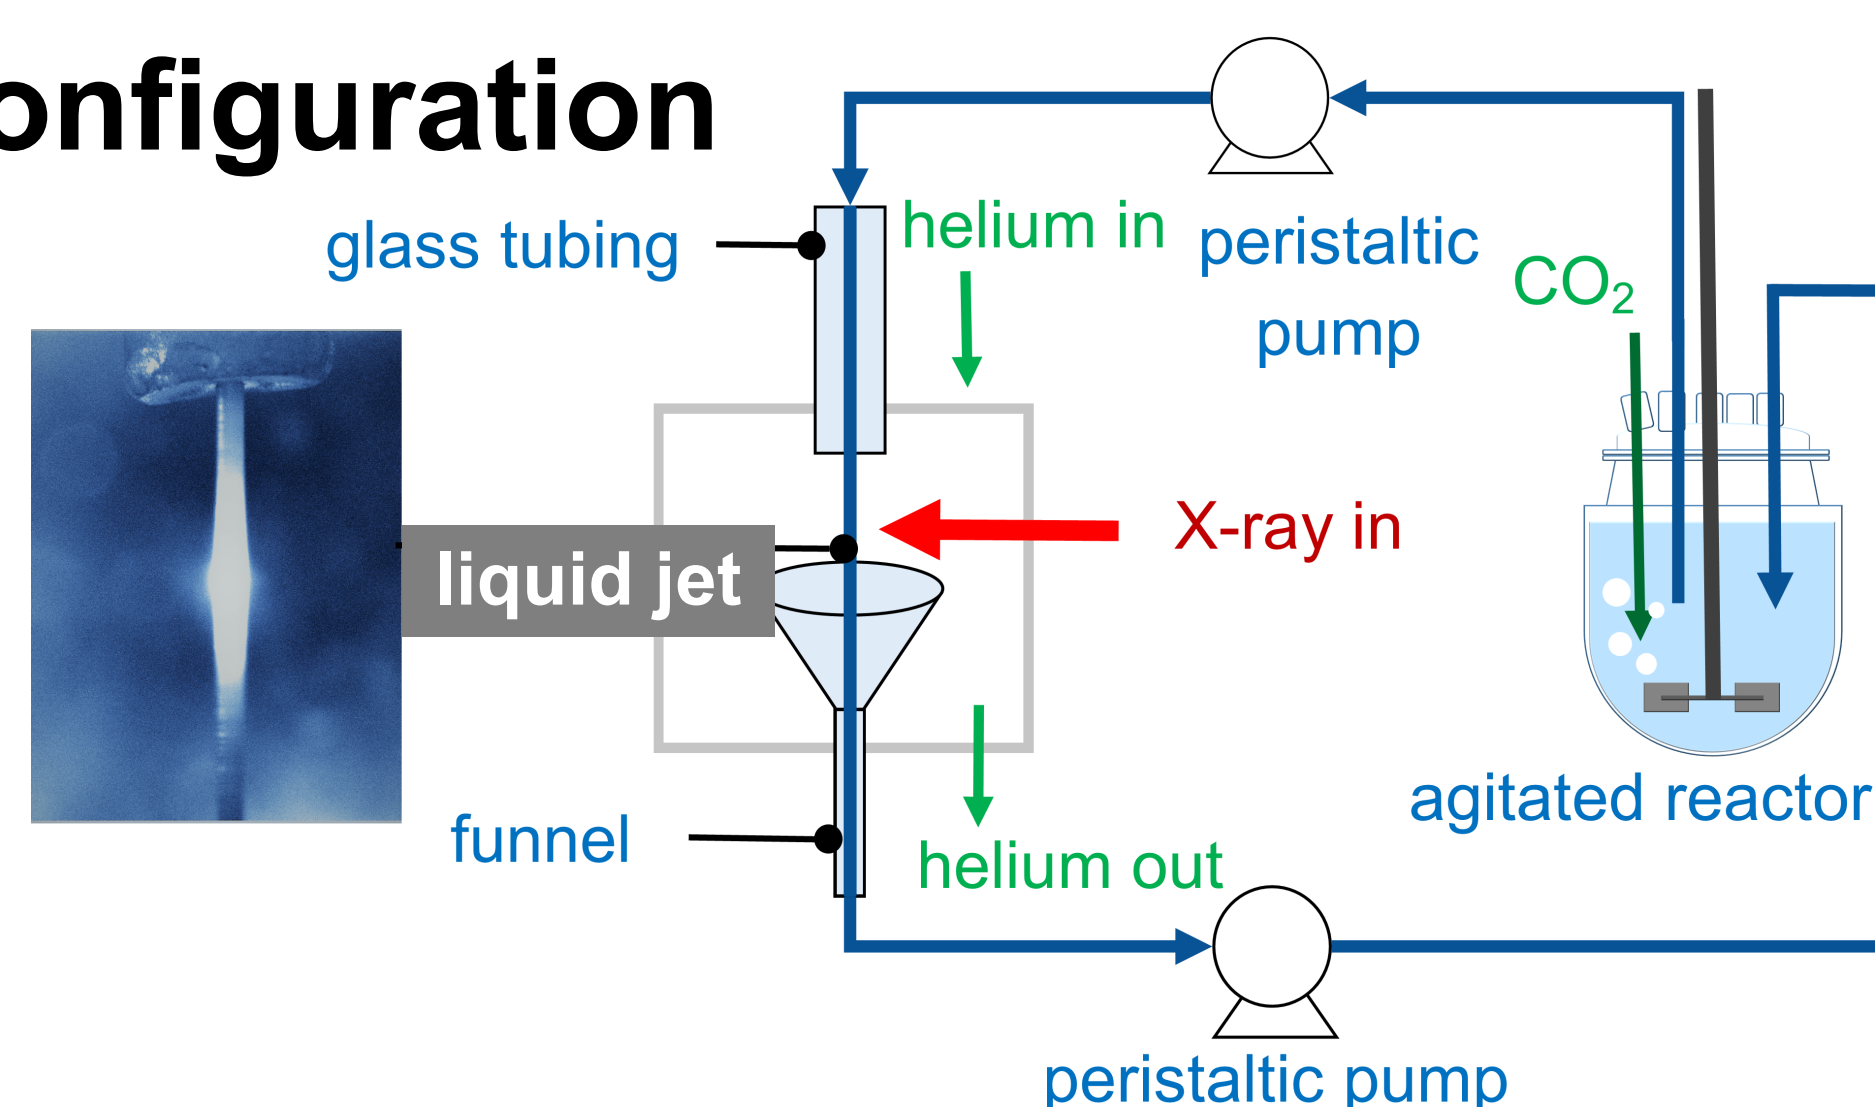 onfiguration
glass tubing
helium in
peristaltic
pump
CO₂
liquid jet
X-ray in
agitated reactor
funnel
helium out
peristaltic pump